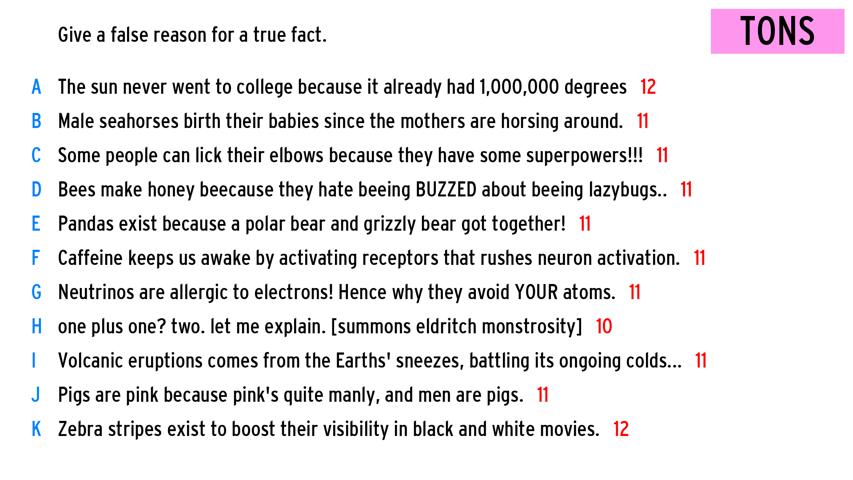 Give a false reason for a true fact.
TONS
A The sun never went to college because it already had 1,000,000 degrees 12
B Male seahorses birth their babies since the mothers are horsing around. 11
C Some people can lick their elbows because they have some superpowers!!! 11
D Bees make honey beecause they hate beeing BUZZED about beeing lazybugs.. 11
E Pandas exist because a polar bear and grizzly bear got together! 11
F Caffeine keeps us awake by activating receptors that rushes neuron activation. 11
G Neutrinos are allergic to electrons! Hence why they avoid YOUR atoms. 11
H one plus one? two. let me explain. [summons eldritch monstrosity] 10
I Volcanic eruptions comes from the Earths' sneezes, battling its ongoing colds... 11
J Pigs are pink because pink's quite manly, and men are pigs. 11
K Zebra stripes exist to boost their visibility in black and white movies. 12